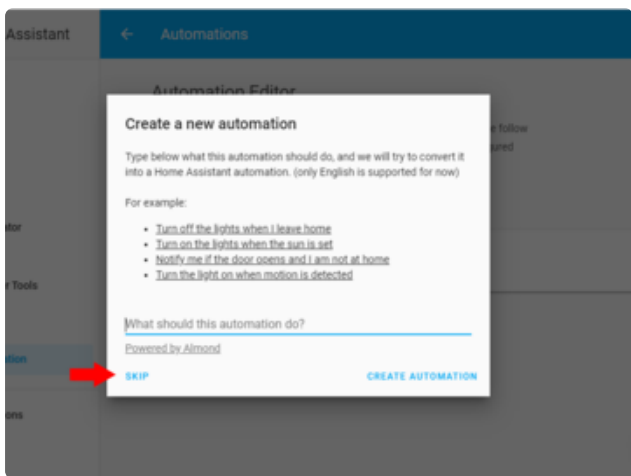 Assistant
Automations
Automation Editor
Create a new automation
e follow
Type below what this automation should do, and we will try to convert it
into a Home Assistant automation. (only English is supported for now)
For example:
Turn off the lights when I leave home
Turn on the lights when the sun is set
Notify me if the door opens and I am not at home
Turn the light on when motion is detected
r Tools
What should this automation do?
Powered by Almond
SKIP
CREATE AUTOMATION
ons